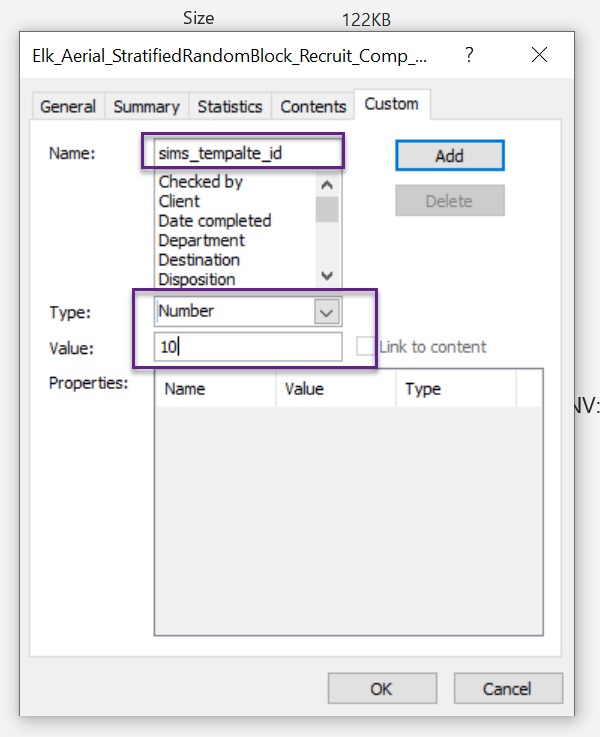 Size 122KB
Elk_Aerial_StratifiedRandomBlock_Recruit_Comp_... ?
General Summary Statistics Contents Custom
Name: sims_tempalte_id Add
Checked by
Client
Date completed
Department
Destination
Disposition
Delete
Type: Number
Value: 10 Link to content
Properties: Name Value Type
NV:
OK Cancel